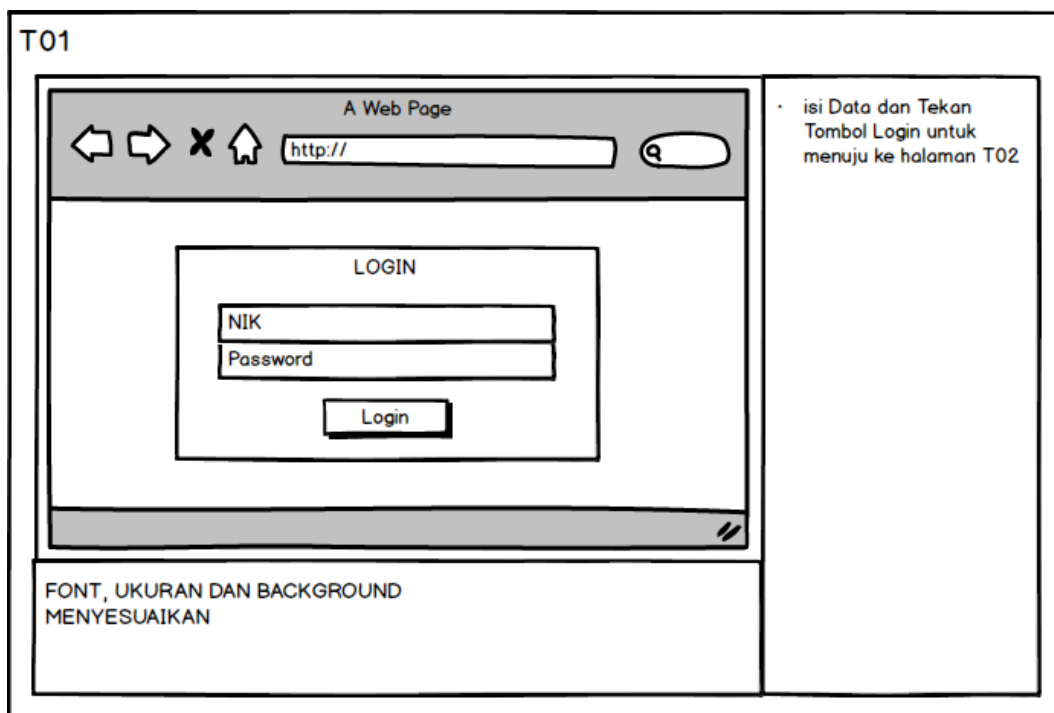 T01
A Web Page
http://
LOGIN
NIK
Password
Login
· isi Data dan Tekan
Tombol Login untuk
menuju ke halaman T02
FONT, UKURAN DAN BACKGROUND
MENYESUAIKAN